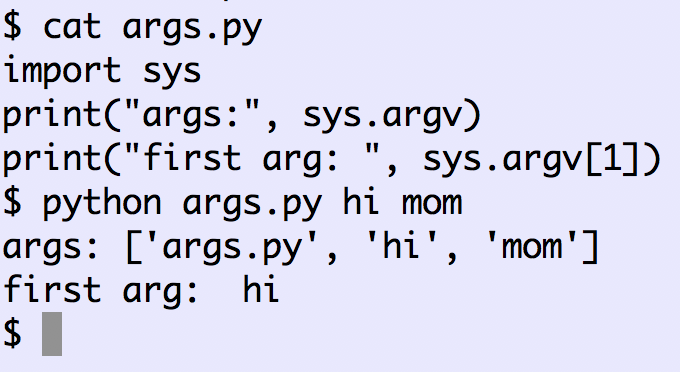 $ cat args.py
import sys
print("args:", sys.argv)
print("first arg: ", sys.argv[1])
$ python args.py hi mom
args: ['args.py', 'hi', 'mom']
first arg:  hi
$